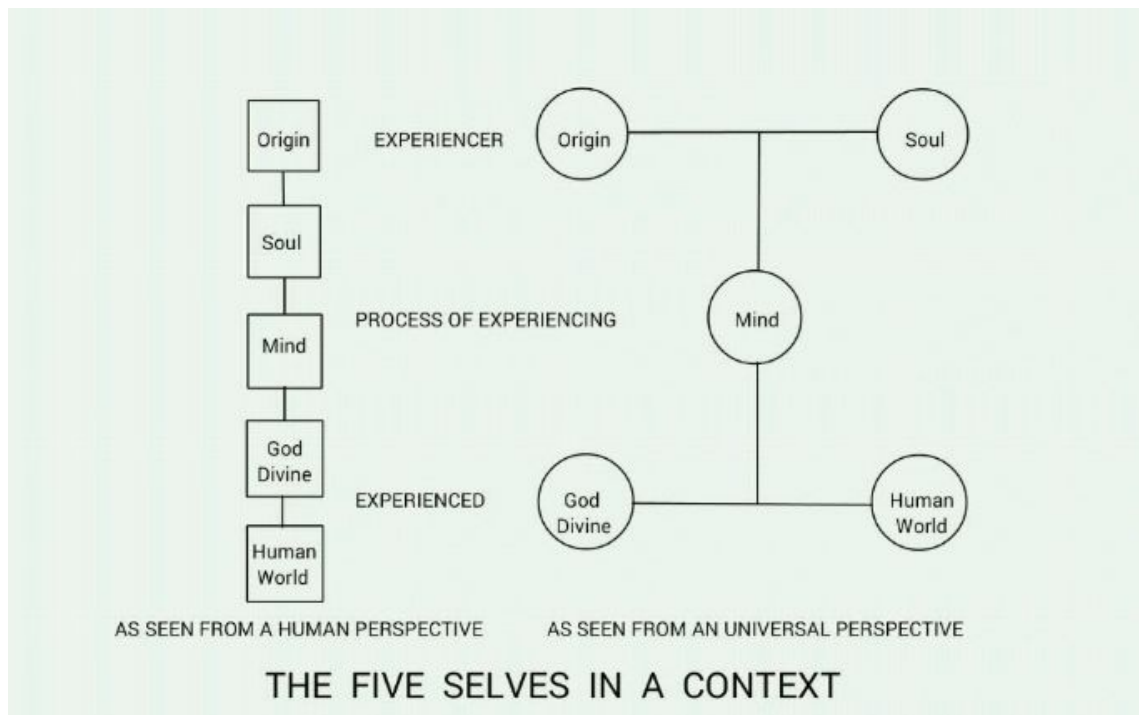 Origin
EXPERIENCER
Origin
Soul
Soul
PROCESS OF EXPERIENCING
Mind
Mind
God
Divine
EXPERIENCED
God
Divine
Human
World
Human
World
AS SEEN FROM A HUMAN PERSPECTIVE
AS SEEN FROM AN UNIVERSAL PERSPECTIVE
THE FIVE SELVES IN A CONTEXT